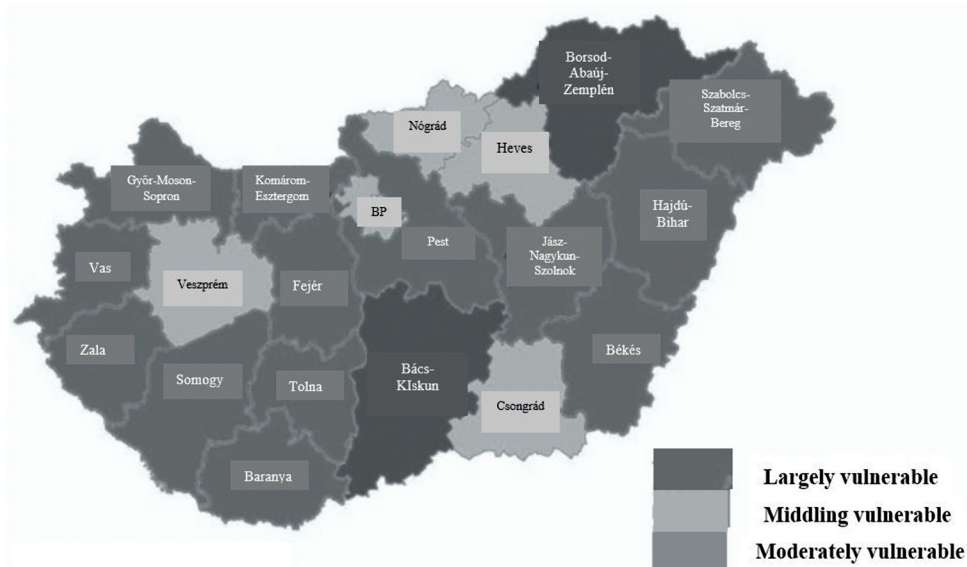 Borsod-
Abaúj-
Zemplén
Szabolcs-
Szatmár-
Bereg
Nógrád
Heves
Győr-Moson-
Sopron
Komárom-
Esztergom
BP
Hajdú-
Bihar
Pest
Jász-
Nagykun-
Szolnok
Vas
Veszprém
Fejér
Zala
Békés
Somogy
Tolna
Bács-
KIskun
Csongrád
Baranya
Largely vulnerable
Middling vulnerable
Moderately vulnerable